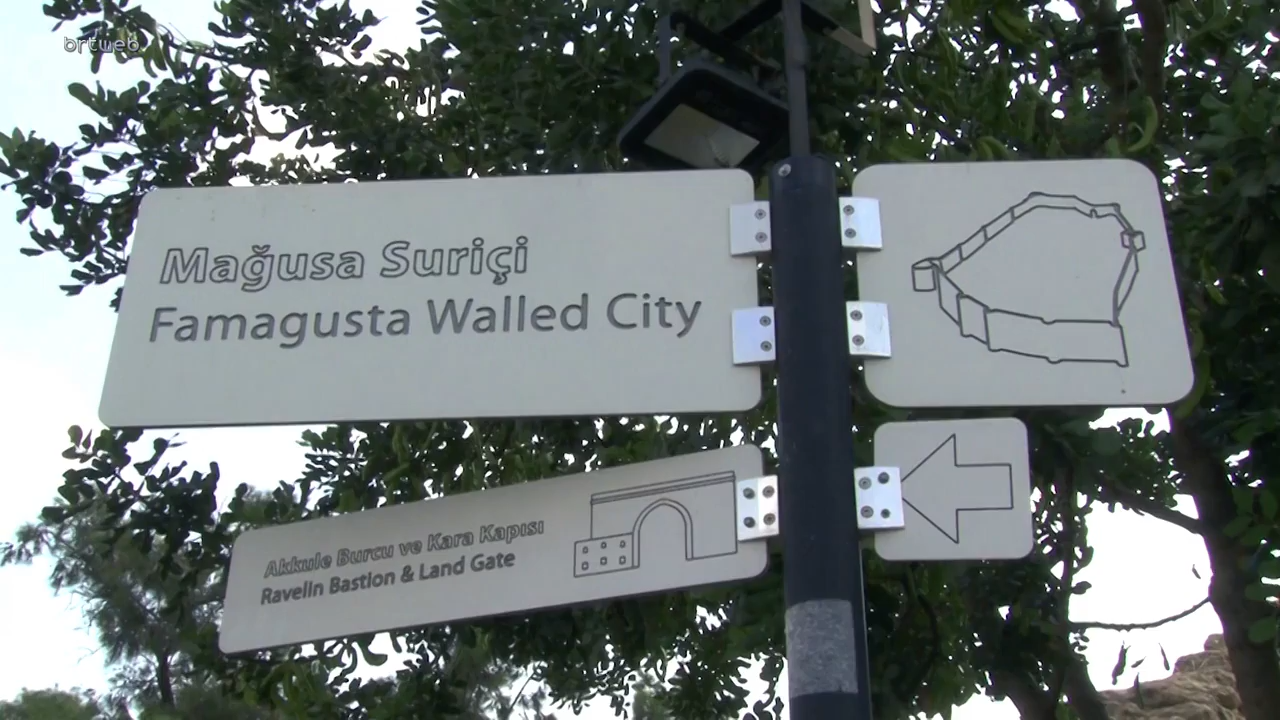 brtweb
Mağusa Suriçi
Famagusta Walled City
Akkule Burcu ve Kara Kapısı
Ravelin Bastion & Land Gate